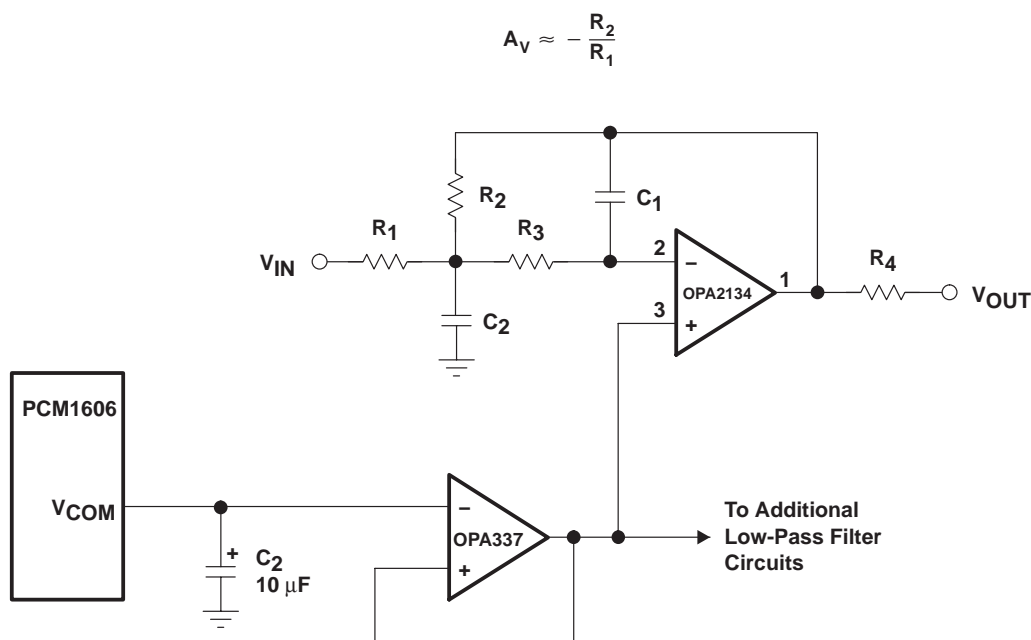 A_V ≈ − R_2 / R_1
R_2
C_1
R_1
R_3
V_IN
2
−
OPA2134
1
R_4
V_OUT
3
+
C_2
PCM1606
V_COM
−
OPA337
+
+
C_2
10 μF
To Additional
Low-Pass Filter
Circuits